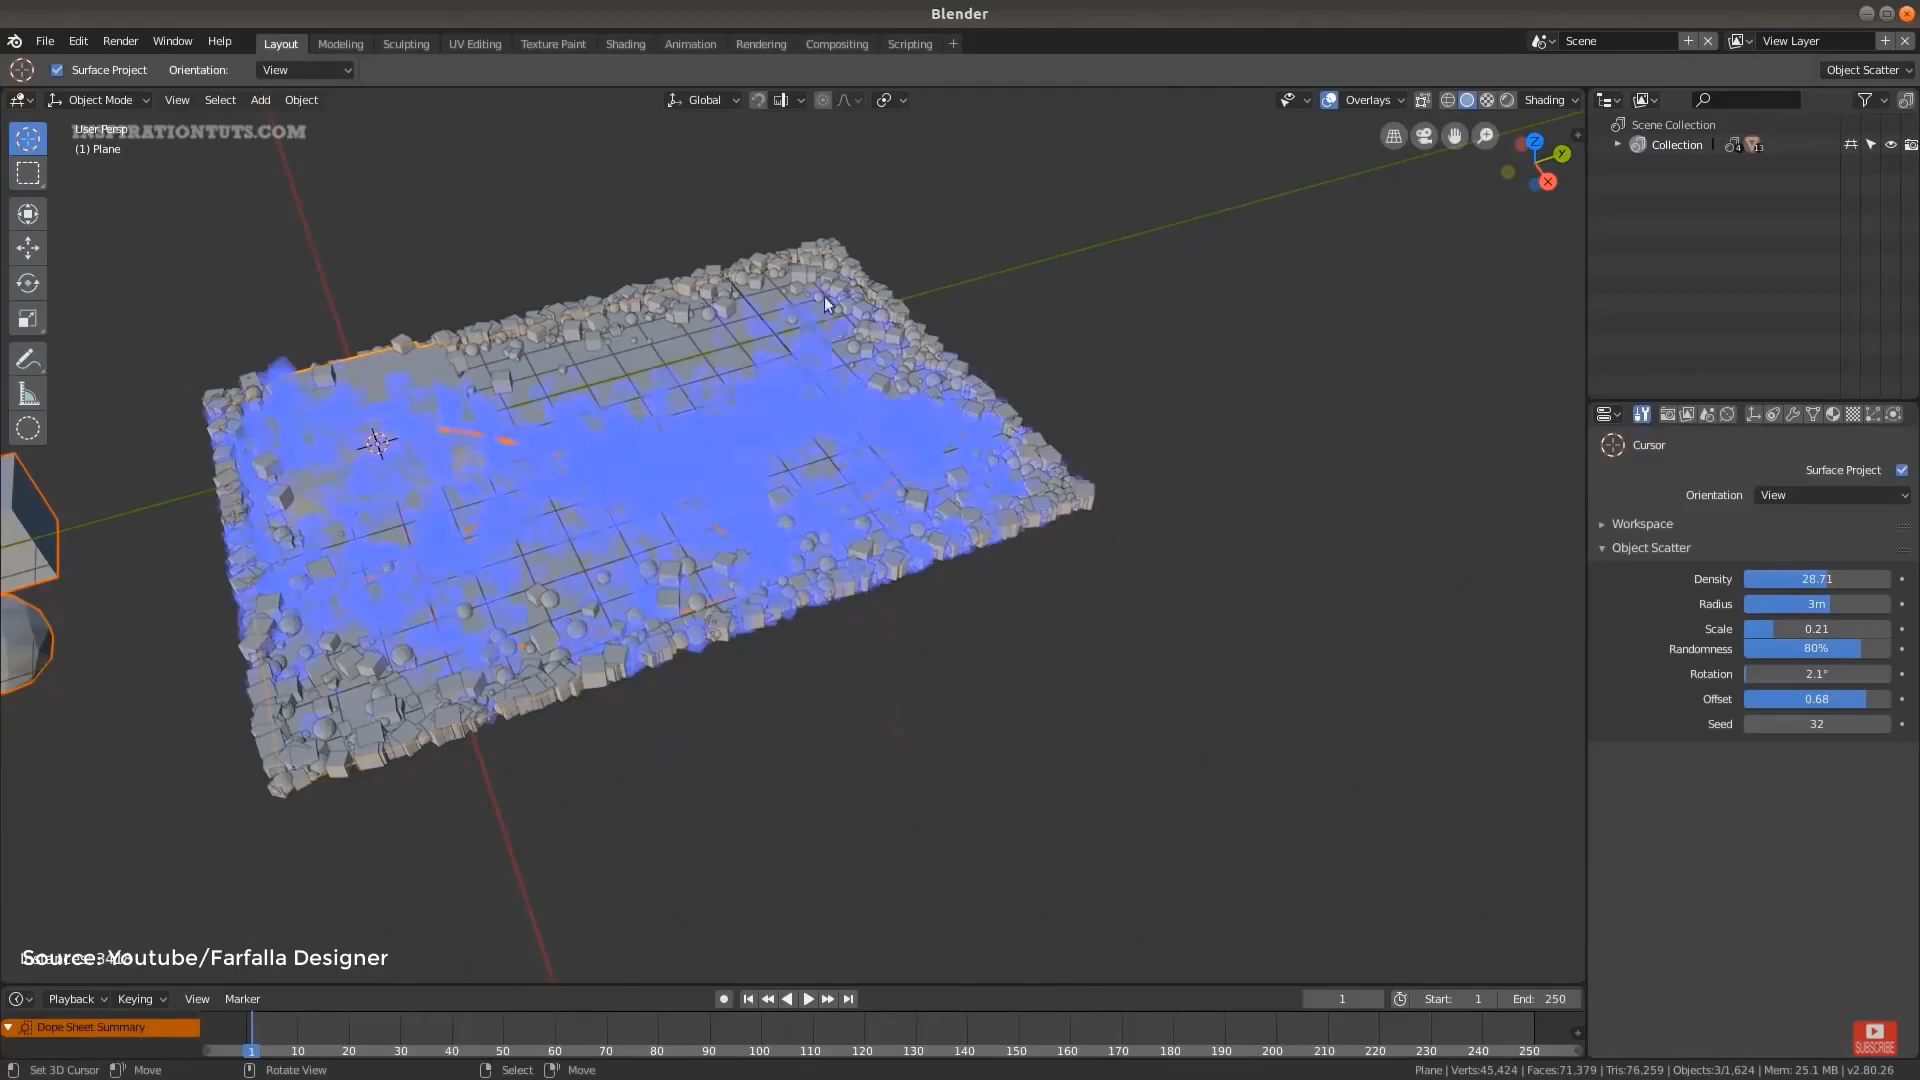 Blender
File Edit Render Window Help Layout Modeling Sculpting UV Editing Texture Paint Shading Animation Rendering Compositing Scripting + Scene View Layer
Surface Project Orientation: View Object Scatter
Object Mode View Select Add Object Global Overlays Shading
User Persp
INSPIRATIONTUTS.COM
(1) Plane
Z
Y
X
Scene Collection
Collection 4 13
Cursor
Surface Project
Orientation View
Workspace
Object Scatter
Density 28.71
Radius 3m
Scale 0.21
Randomness 80%
Rotation 2.1°
Offset 0.68
Seed 32
Source: Youtube/Farfalla Designer
Playback Keying View Marker 1 Start: 1 End: 250
Dope Sheet Summary
1 10 20 30 40 50 60 70 80 90 100 110 120 130 140 150 160 170 180 190 200 210 220 230 240 250
SUBSCRIBE
Set 3D Cursor Move Rotate View Select Move Plane | Verts:45,424 | Faces:71,379 | Tris:76,259 | Objects:3/1,624 | Mem: 25.1 MB | v2.80.26